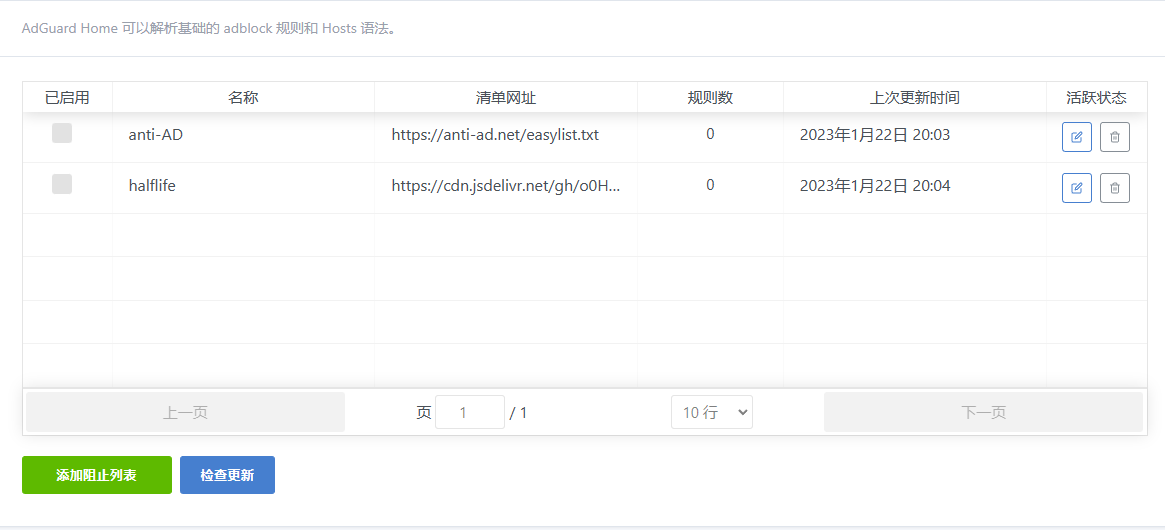 AdGuard Home 可以解析基础的 adblock 规则和 Hosts 语法。
已启用 名称 清单网址 规则数 上次更新时间 活跃状态
anti-AD https://anti-ad.net/easylist.txt 0 2023年1月22日 20:03
halflife https://cdn.jsdelivr.net/gh/o0H... 0 2023年1月22日 20:04
上一页 页 1 / 1 10 行 下一页
添加阻止列表 检查更新